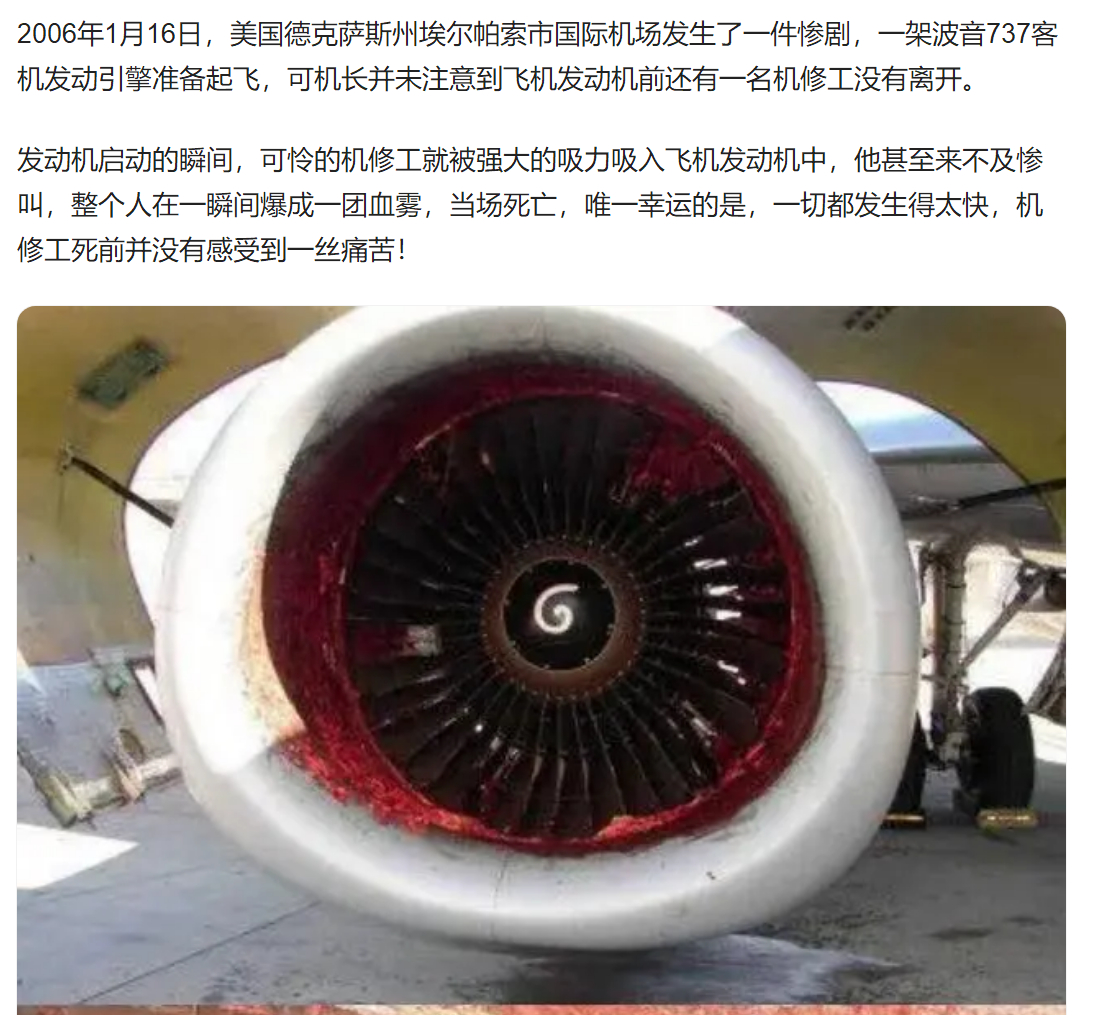 2006年1月16日，美国德克萨斯州埃尔帕索市国际机场发生了一件惨剧，一架波音737客
机发动引擎准备起飞，可机长并未注意到飞机发动机前还有一名机修工没有离开。
发动机启动的瞬间，可怜的机修工就被强大的吸力吸入飞机发动机中，他甚至来不及惨
叫，整个人在一瞬间爆成一团血雾，当场死亡，唯一幸运的是，一切都发生得太快，机
修工死前并没有感受到一丝痛苦！